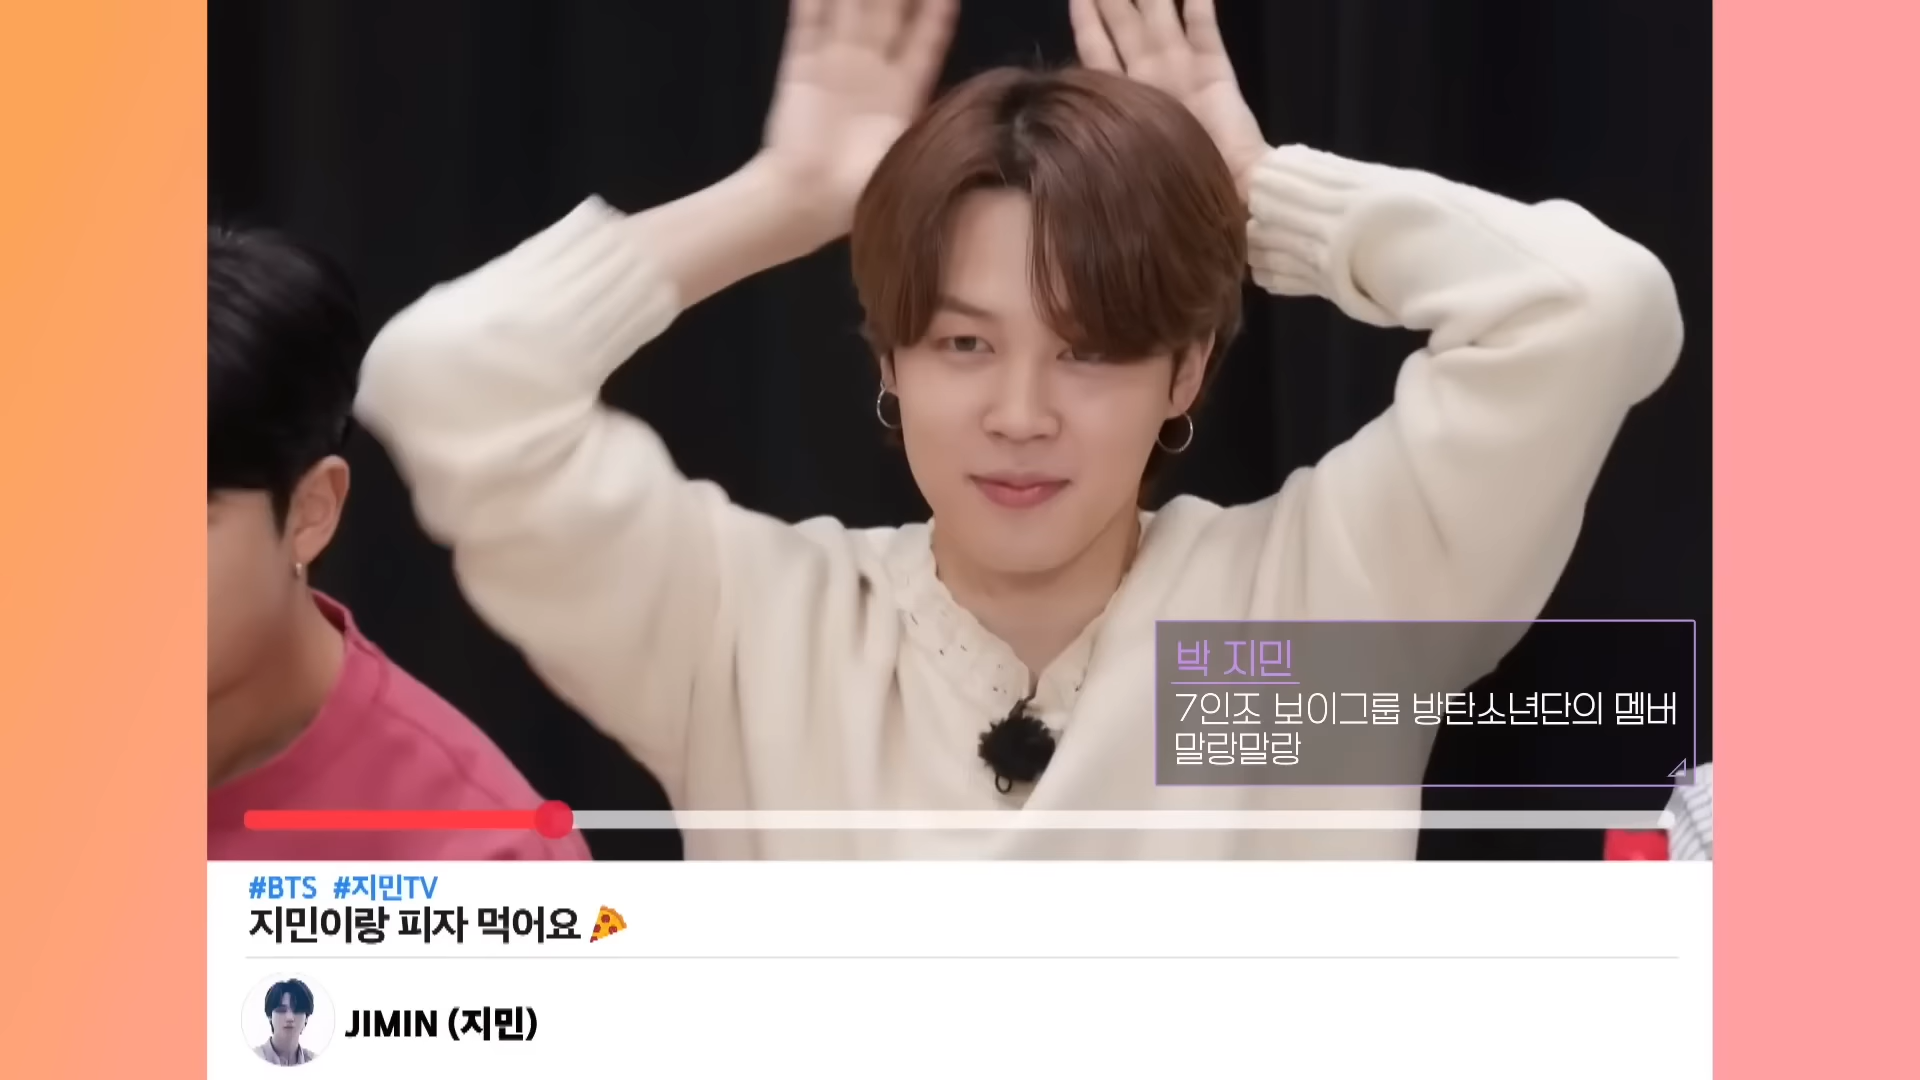 박 지민
7인조 보이그룹 방탄소년단의 멤버
말랑말랑
#BTS #지민TV
지민이랑 피자 먹어요 🍕
JIMIN (지민)